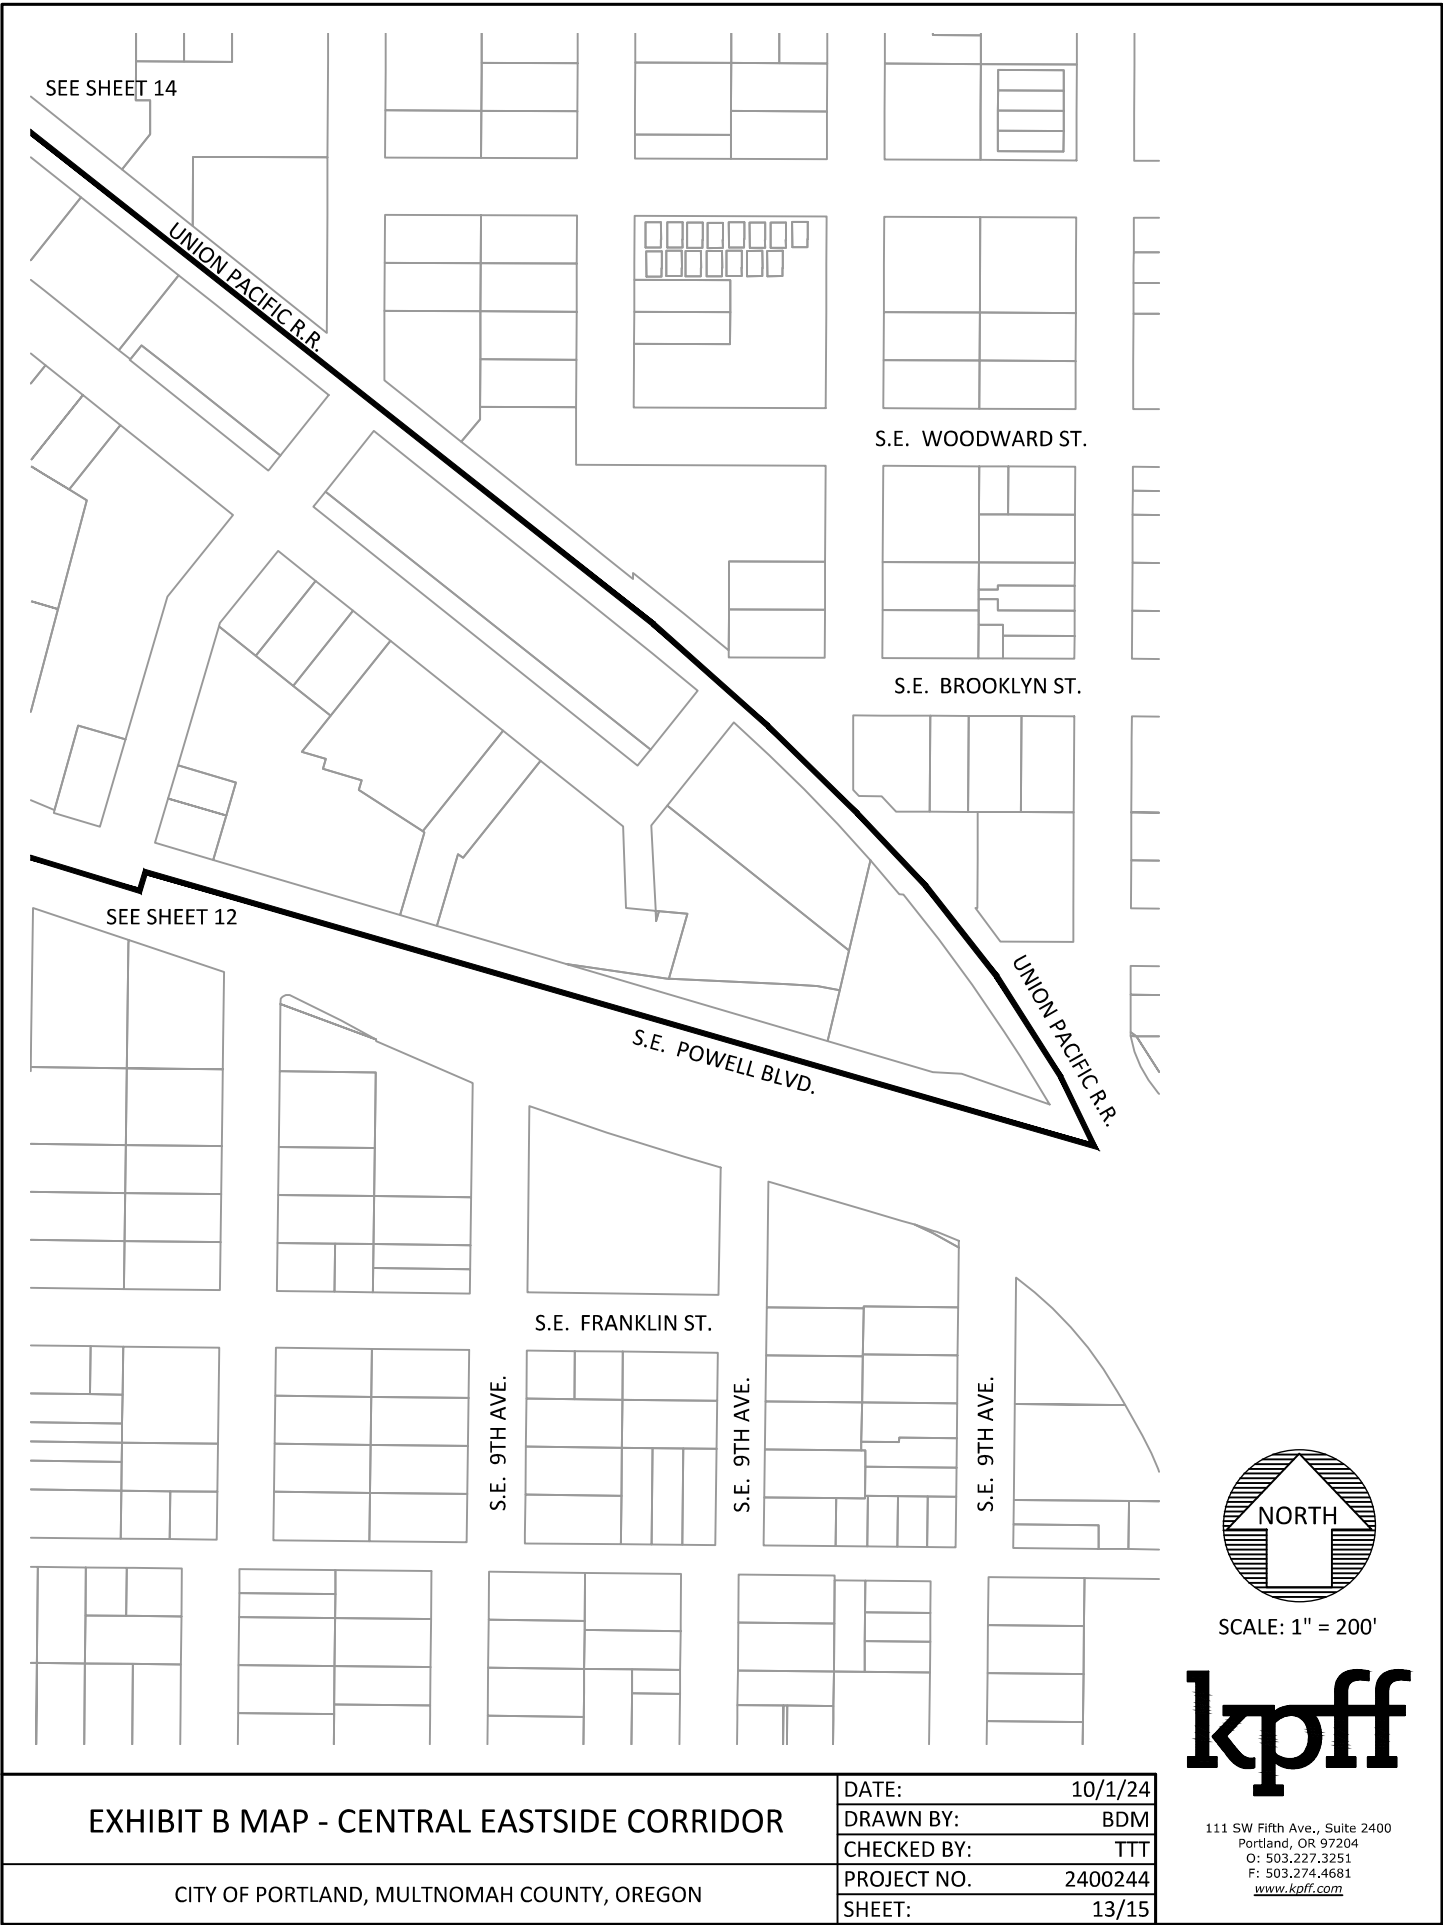 SEE SHEET 14
UNION PACIFIC R.R.
S.E. WOODWARD ST.
S.E. BROOKLYN ST.
SEE SHEET 12
UNION PACIFIC R.R.
S.E. POWELL BLVD.
S.E. FRANKLIN ST.
S.E. 9TH AVE.
S.E. 9TH AVE.
S.E. 9TH AVE.
NORTH
SCALE: 1" = 200'
kpff
111 SW Fifth Ave., Suite 2400
Portland, OR 97204
O: 503.227.3251
F: 503.274.4681
www.kpff.com
EXHIBIT B MAP - CENTRAL EASTSIDE CORRIDOR
CITY OF PORTLAND, MULTNOMAH COUNTY, OREGON
DATE: 10/1/24
DRAWN BY: BDM
CHECKED BY: TTT
PROJECT NO. 2400244
SHEET: 13/15